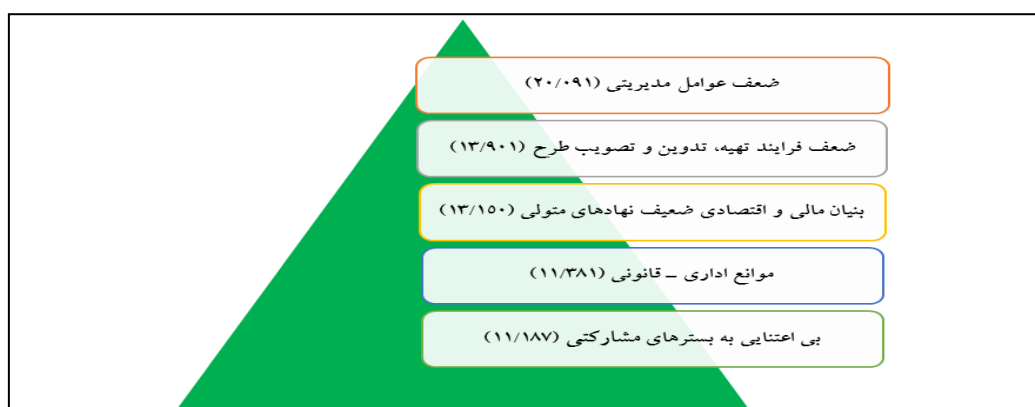 ضعف عوامل مدیریتی (۲۰/۰۹۱)
ضعف فرایند تهیه، تدوین و تصویب طرح (۱۳/۹۰۱)
بنیان مالی و اقتصادی ضعیف نهادهای متولی (۱۳/۱۵۰)
موانع اداری – قانونی (۱۱/۳۸۱)
بی اعتنایی به بسترهای مشارکتی (۱۱/۱۸۷)